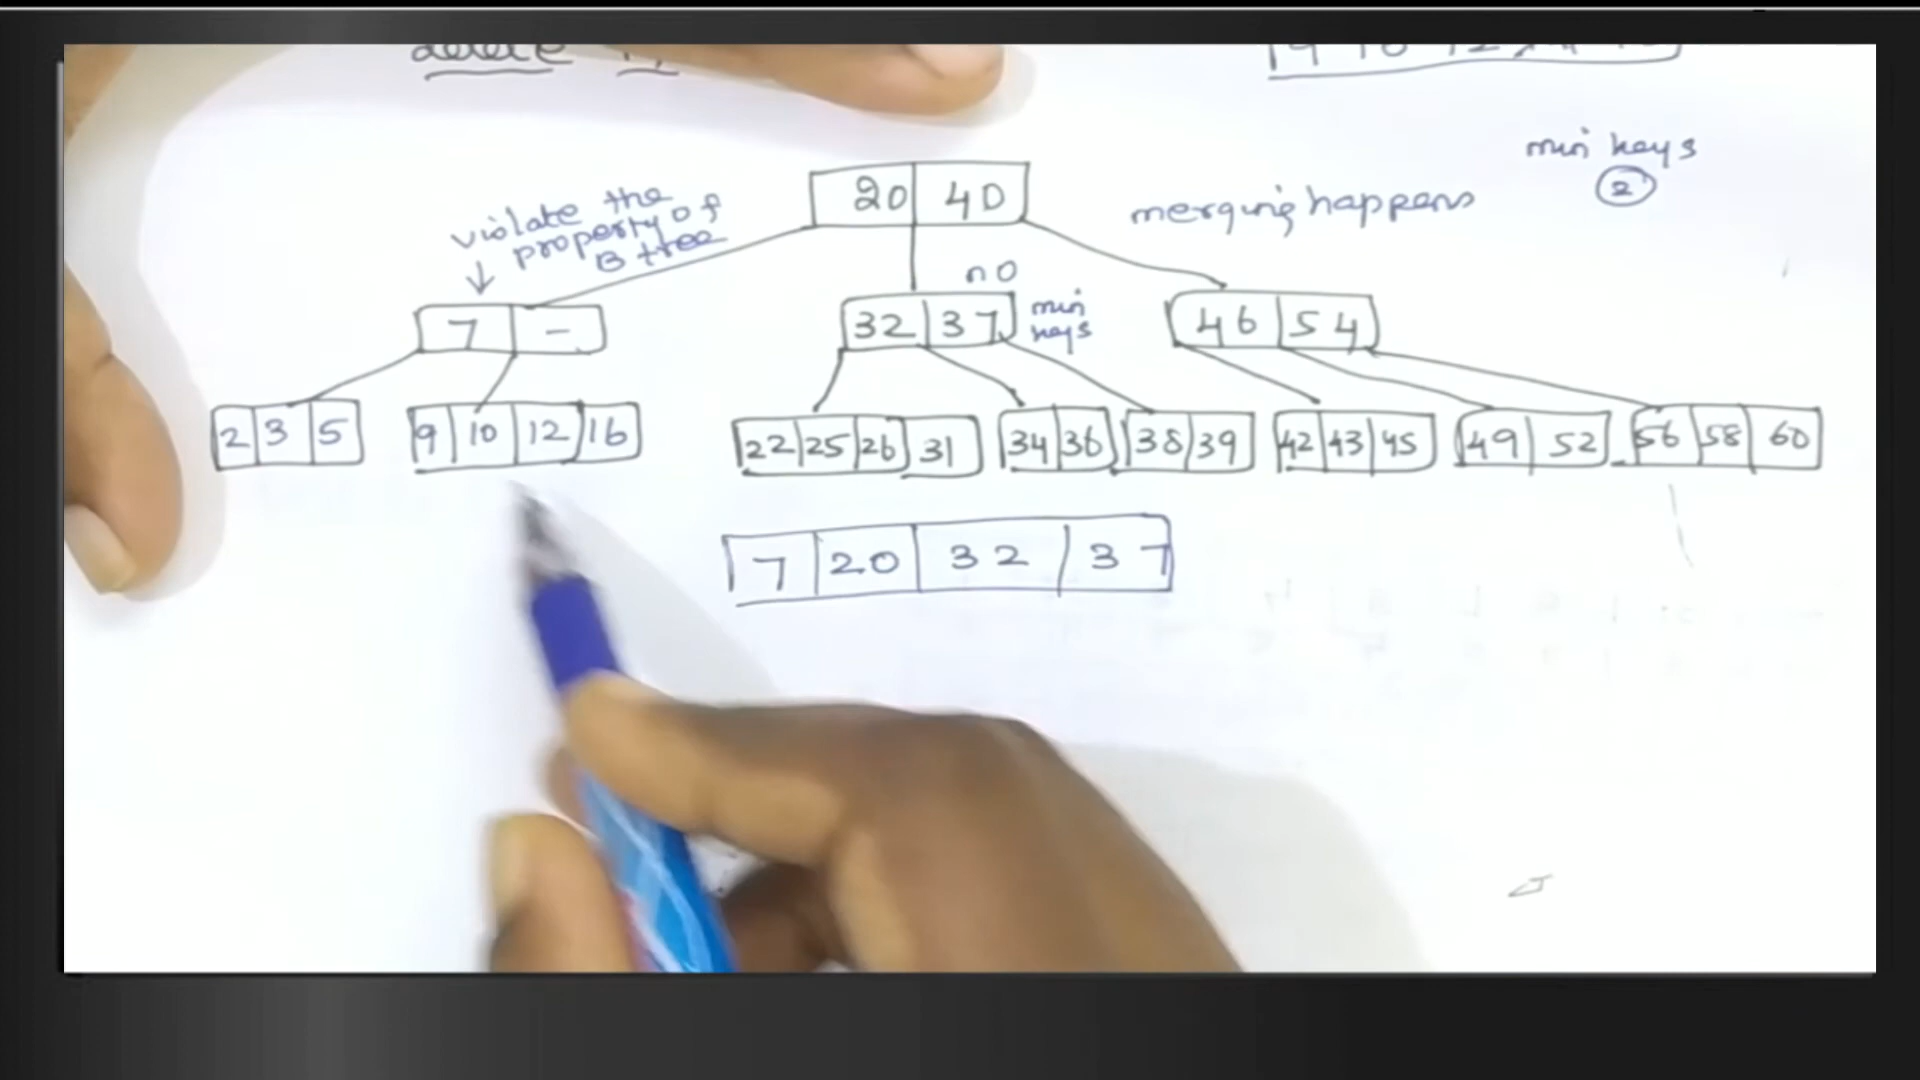 delete
min keys
2
20 40
merging happens
violate the
property of
B tree
no
7 -
32 37
min
keys
46 54
2 3 5
9 10 12 16
22 25 26 31
34 36
38 39
42 43 45
49 52
56 58 60
7 20 32 37